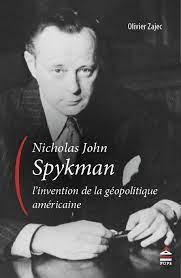 Olivier Zajec
Nicholas John
Spykman
l'invention de la géopolitique
américaine
PUPS